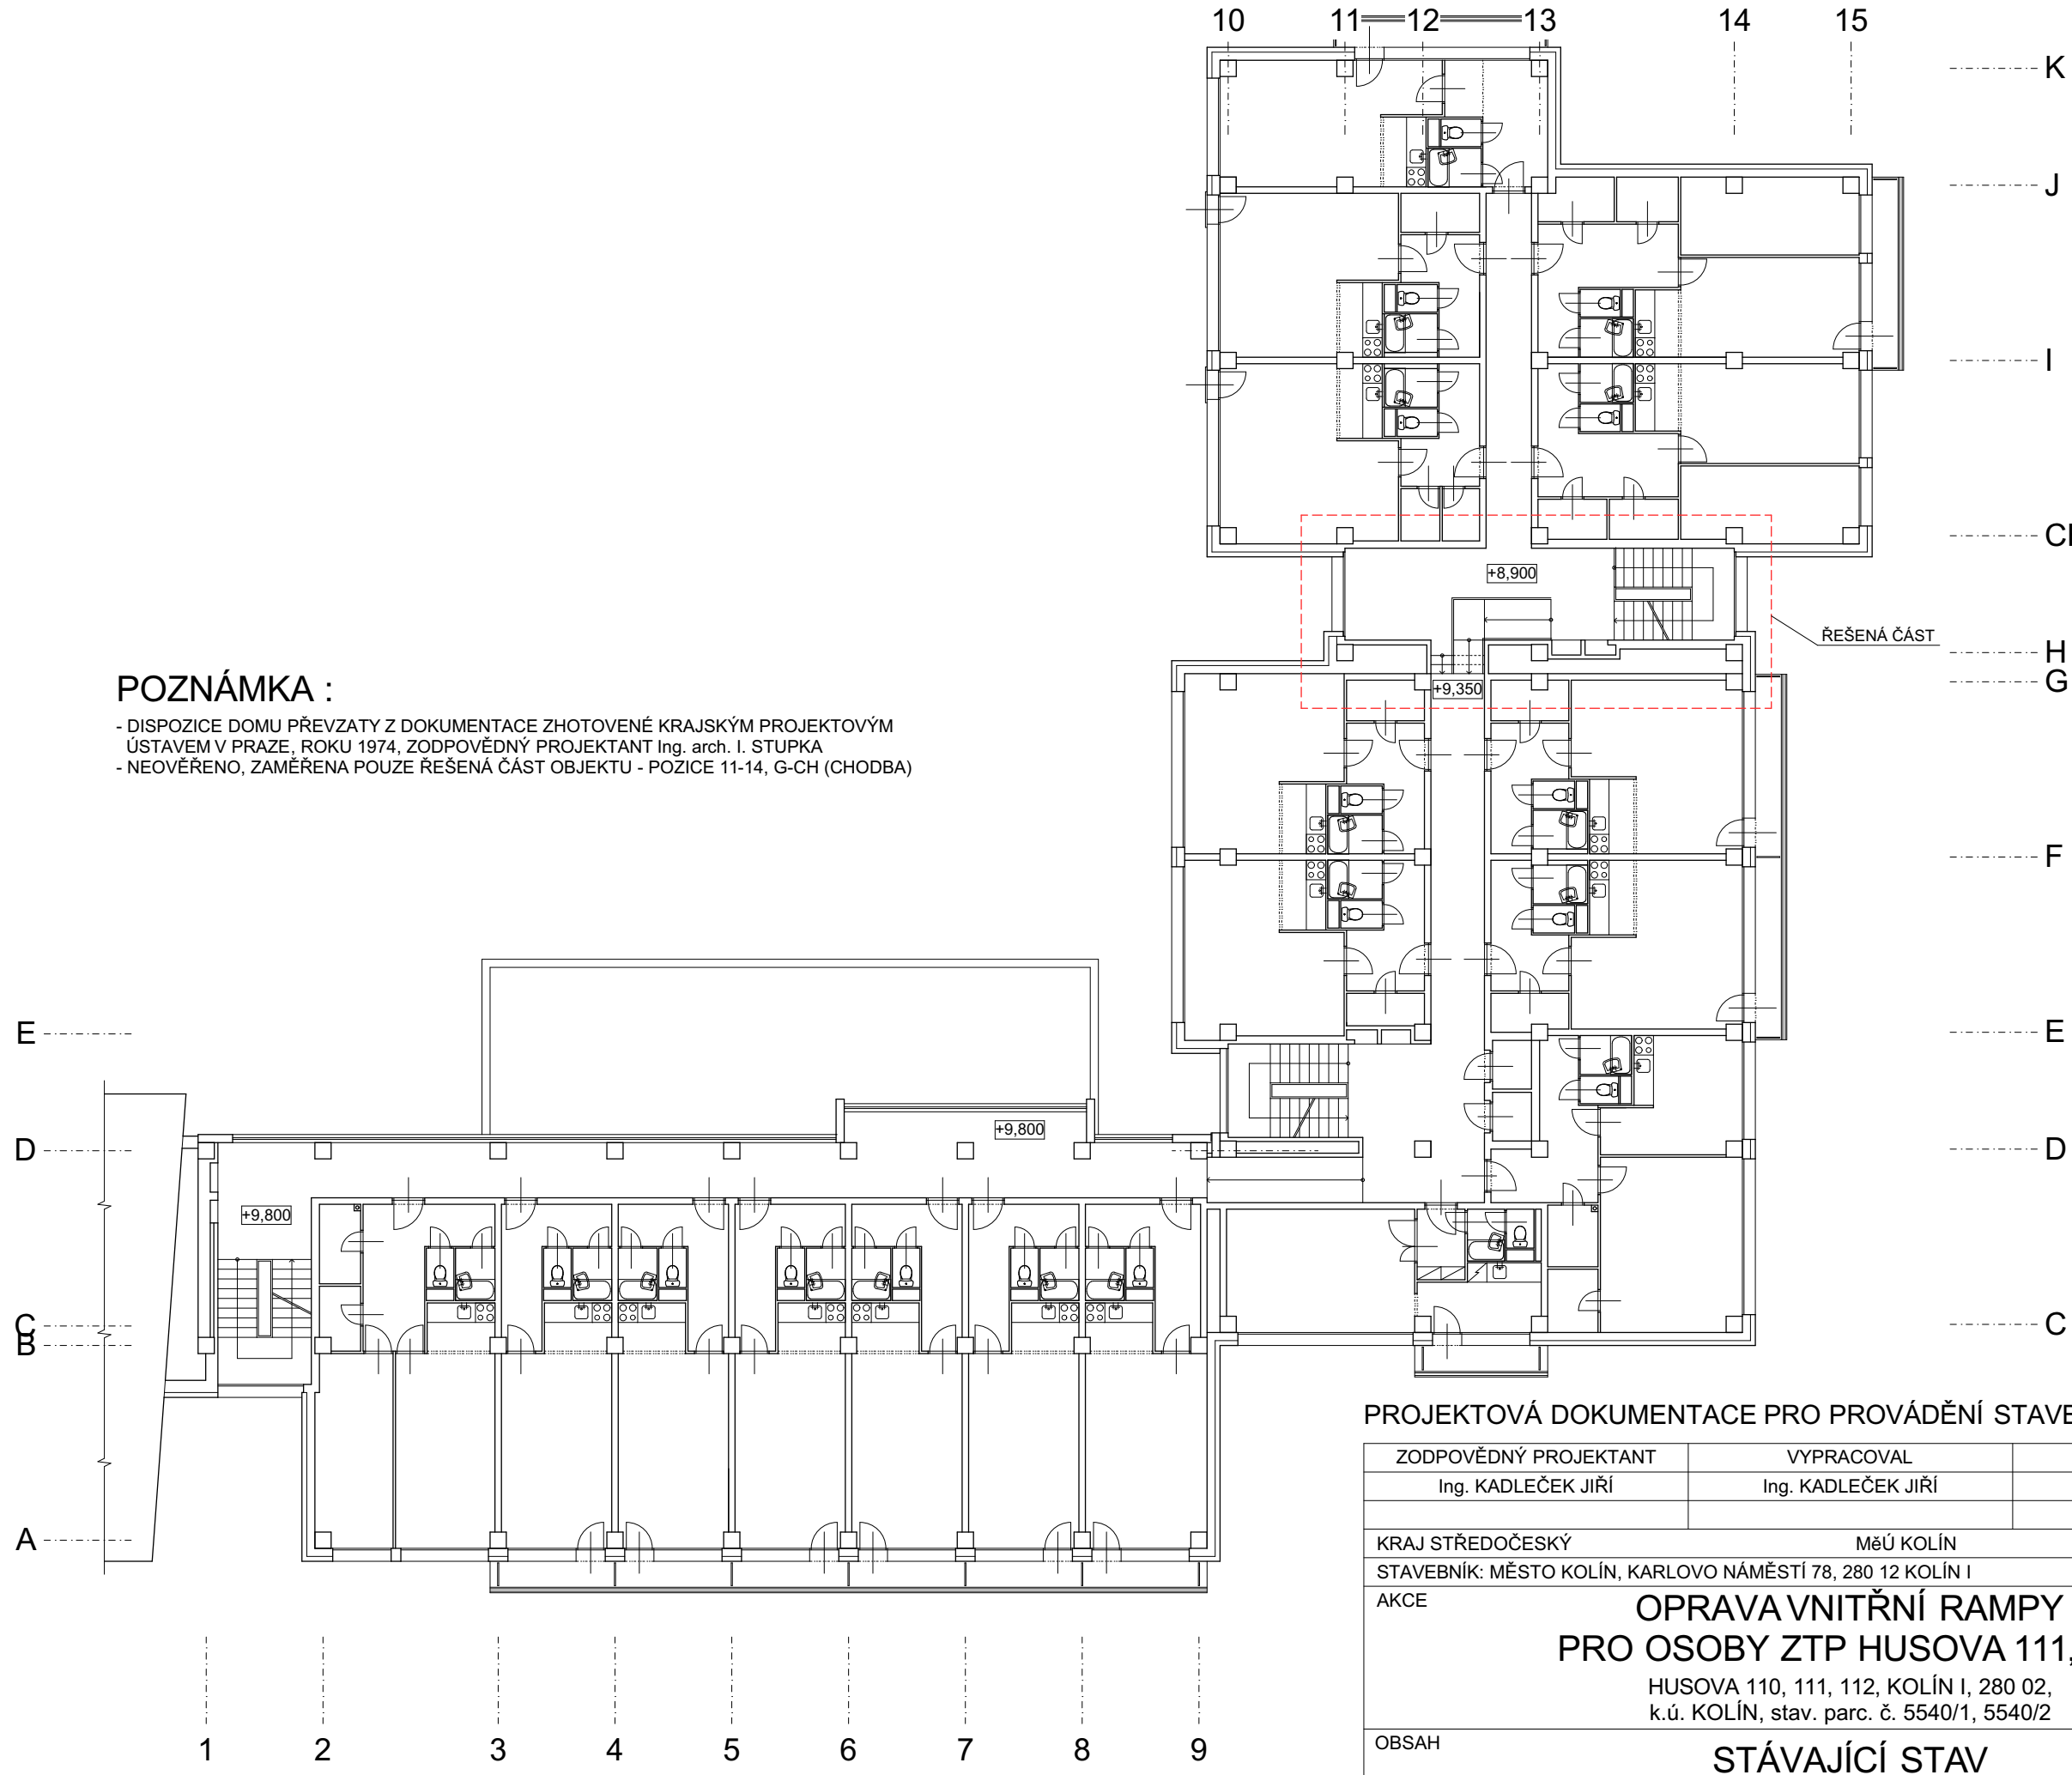 10 11 12 13 14 15
K
J
I
+8,900
ŘEŠENÁ ČÁST
H
G
+9,350
POZNÁMKA :
- DISPOZICE DOMU PŘEVZATY Z DOKUMENTACE ZHOTOVENÉ KRAJSKÝM PROJEKTOVÝM
ÚSTAVEM V PRAZE, ROKU 1974, ZODPOVĚDNÝ PROJEKTANT Ing. arch. I. STUPKA
- NEOVĚŘENO, ZAMĚŘENA POUZE ŘEŠENÁ ČÁST OBJEKTU - POZICE 11-14, G-CH (CHODBA)
F
E E
+9,800
D D
+9,800
C C
B
A
1 2 3 4 5 6 7 8 9
PROJEKTOVÁ DOKUMENTACE PRO PROVÁDĚNÍ
ZODPOVĚDNÝ PROJEKTANT VYPRACOVAL
Ing. KADLEČEK JIŘÍ Ing. KADLEČEK JIŘÍ
KRAJ STŘEDOČESKÝ MěÚ KOLÍN
STAVEBNÍK: MĚSTO KOLÍN, KARLOVO NÁMĚSTÍ 78, 280 12 KOLÍN I
AKCE
OPRAVA VNITŘNÍ RAMPY
PRO OSOBY ZTP HUSOVA 111,
HUSOVA 110, 111, 112, KOLÍN I, 280 02,
k.ú. KOLÍN, stav. parc. č. 5540/1, 5540/2
OBSAH
STÁVAJÍCÍ STAV